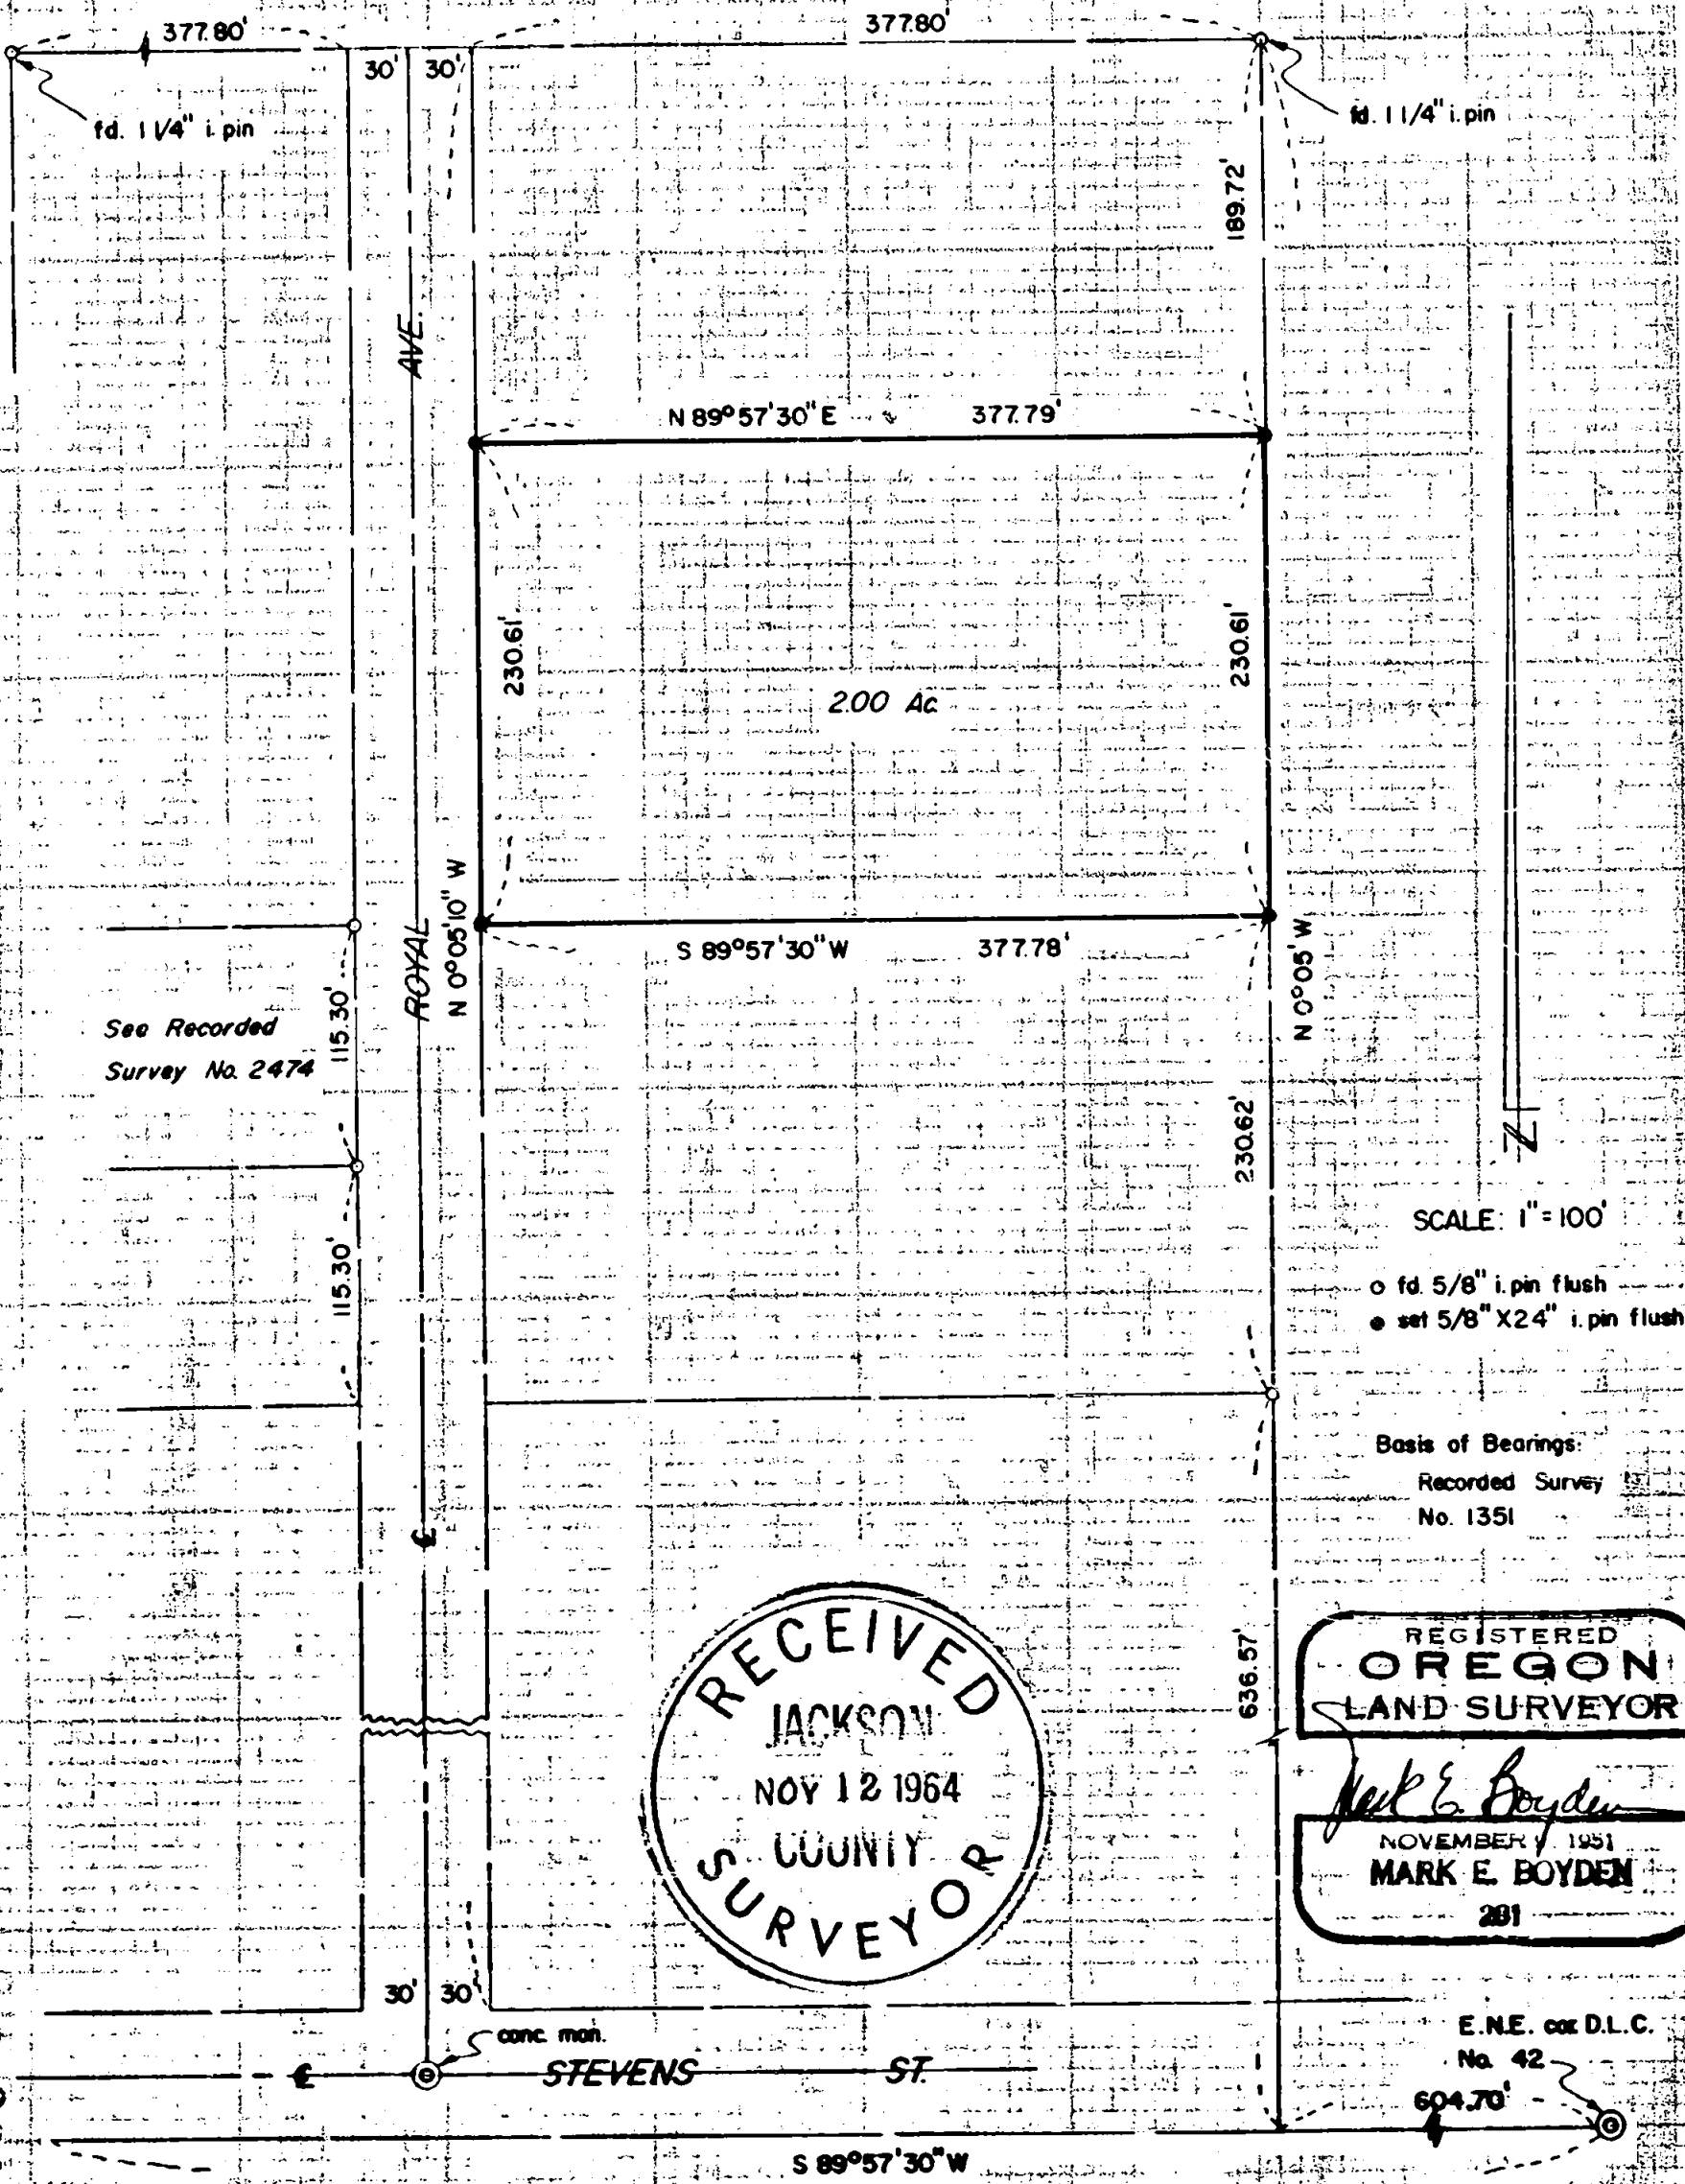 377.80'
377.80'
30' 30'
fd. 1 1/4" i. pin
fd. 1 1/4" i. pin
189.72'
AVE.
N 89°57'30" E 377.79'
230.61'
230.61'
2.00 Ac.
ROYAL
N 0°05'10" W
S 89°57'30" W 377.78'
N 0°05' W
See Recorded
Survey No. 2474
115.30'
230.62'
115.30'
SCALE: 1" = 100'
o fd. 5/8" i. pin flush
● set 5/8" X 24" i. pin flush
Basis of Bearings:
Recorded Survey
No. 1351
℄
636.57'
RECEIVED
JACKSON
NOV 12 1964
COUNTY
SURVEYOR
REGISTERED
OREGON
LAND SURVEYOR
Mark E. Boyden
NOVEMBER 1951
MARK E. BOYDEN
30' 30'
conc. mon.
℄ STEVENS ST.
E.N.E. cor. D.L.C.
No. 42
604.70'
S 89°57'30" W